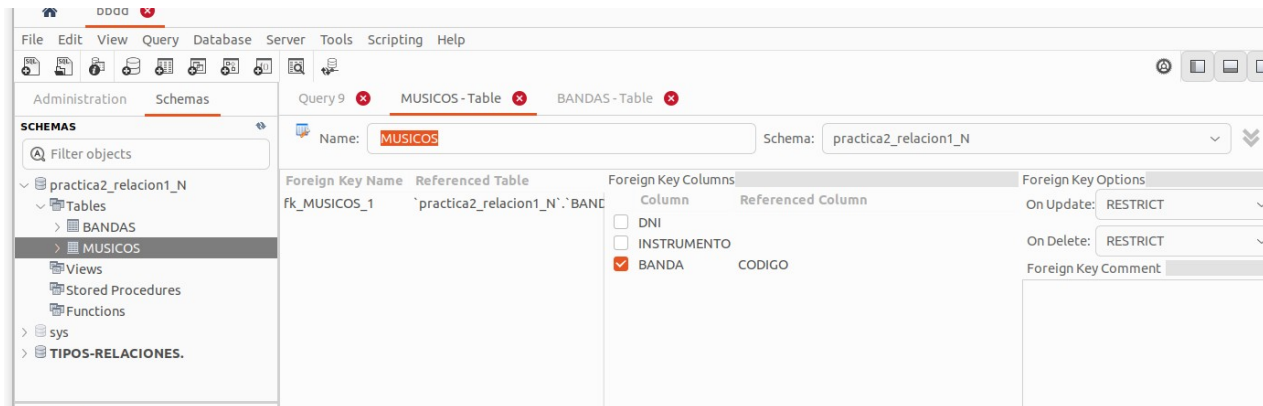 bbdd
File Edit View Query Database Server Tools Scripting Help
Administration Schemas
Query 9 MUSICOS - Table BANDAS - Table
SCHEMAS
Filter objects
practica2_relacion1_N
Tables
BANDAS
MUSICOS
Views
Stored Procedures
Functions
sys
TIPOS-RELACIONES.
Name: MUSICOS Schema: practica2_relacion1_N
Foreign Key Name Referenced Table
fk_MUSICOS_1 `practica2_relacion1_N`.`BAND
Foreign Key Columns
Column Referenced Column
DNI
INSTRUMENTO
BANDA CODIGO
Foreign Key Options
On Update: RESTRICT
On Delete: RESTRICT
Foreign Key Comment